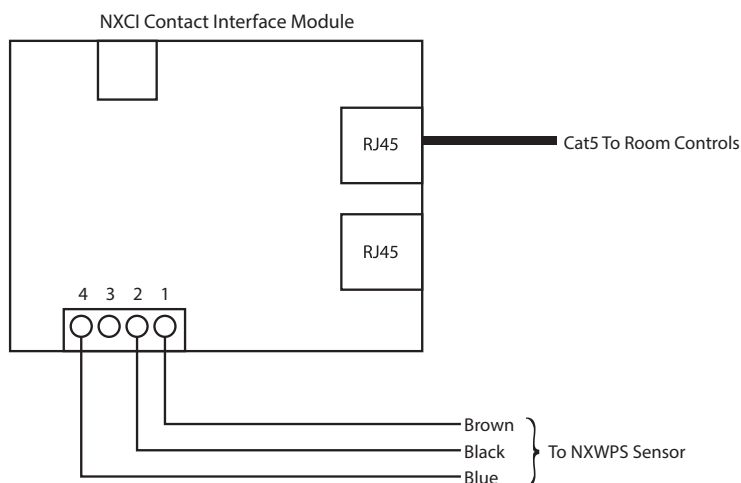 NXCI Contact Interface Module
RJ45
Cat5 To Room Controls
RJ45
4 3 2 1
Brown
Black
To NXWPS Sensor
Blue